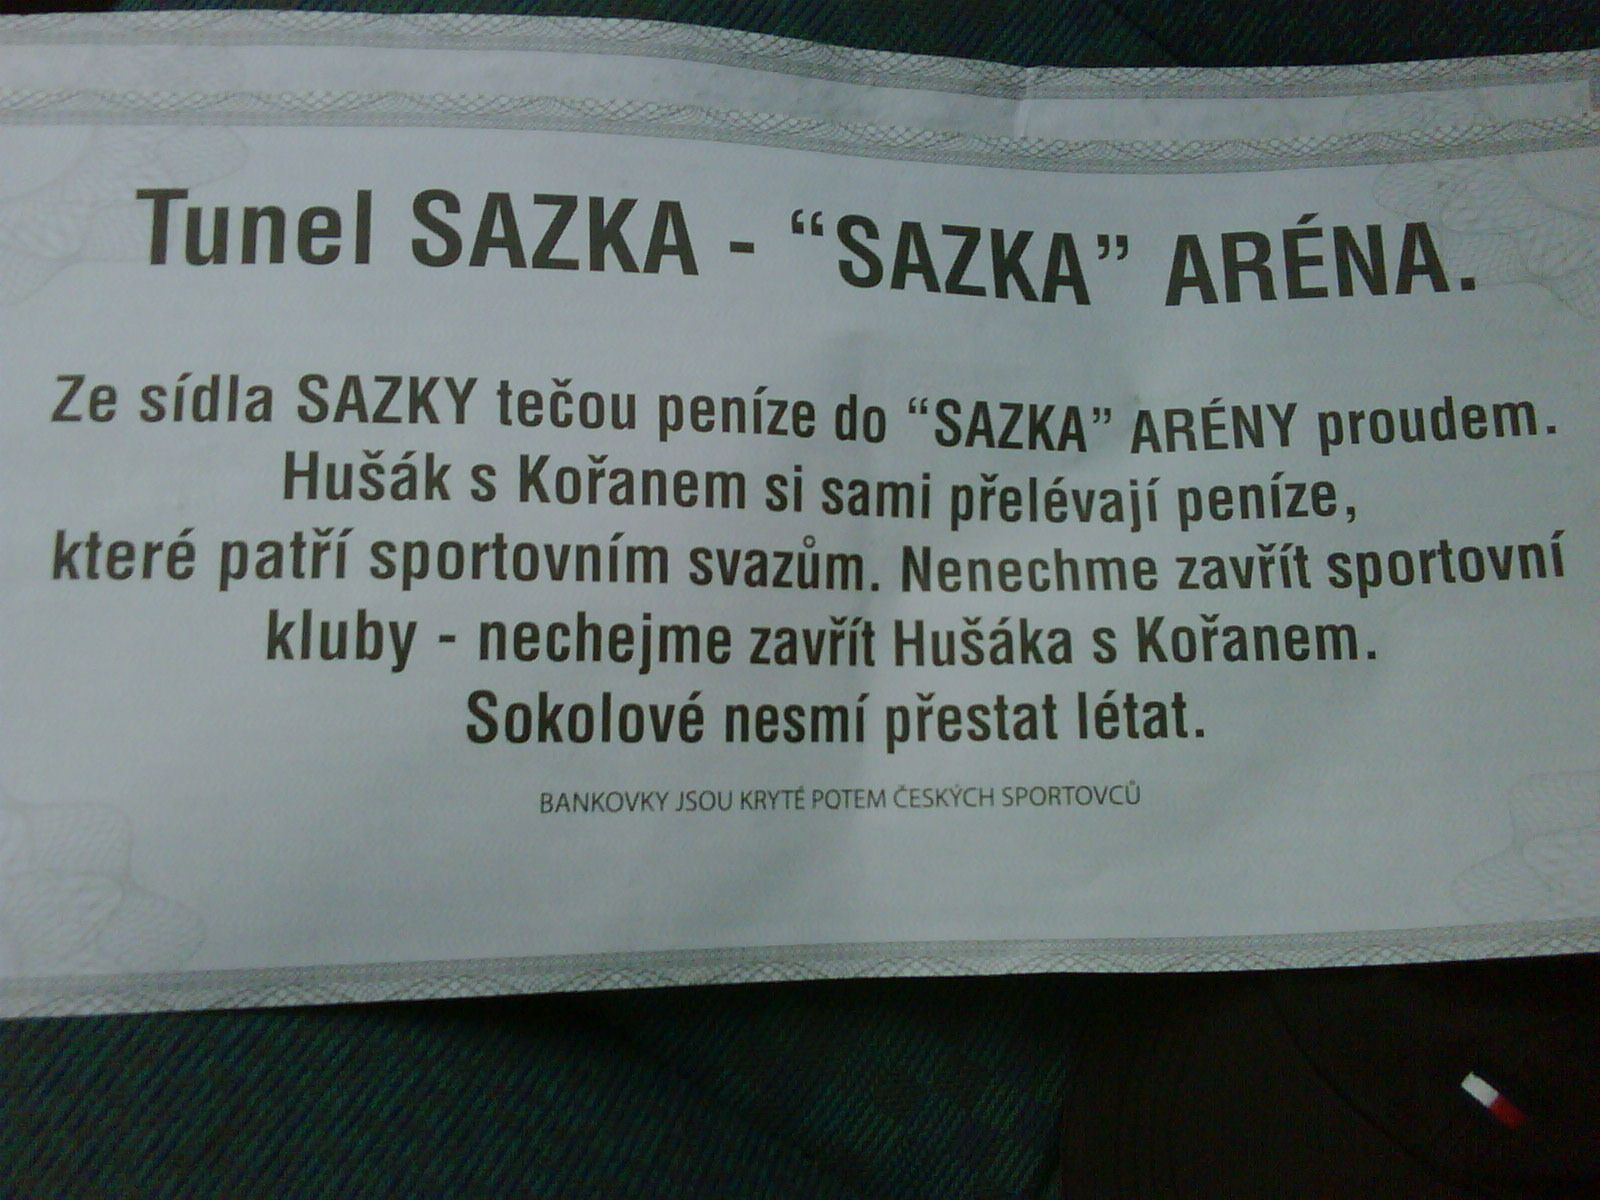 Tunel SAZKA - “SAZKA” ARÉNA.
Ze sídla SAZKY tečou peníze do “SAZKA” ARÉNY proudem.
Hušák s Kořanem si sami přelévají peníze,
které patří sportovním svazům. Nenechme zavřít sportovní
kluby - nechejme zavřít Hušáka s Kořanem.
Sokolové nesmí přestat létat.
BANKOVKY JSOU KRYTÉ POTEM ČESKÝCH SPORTOVCŮ